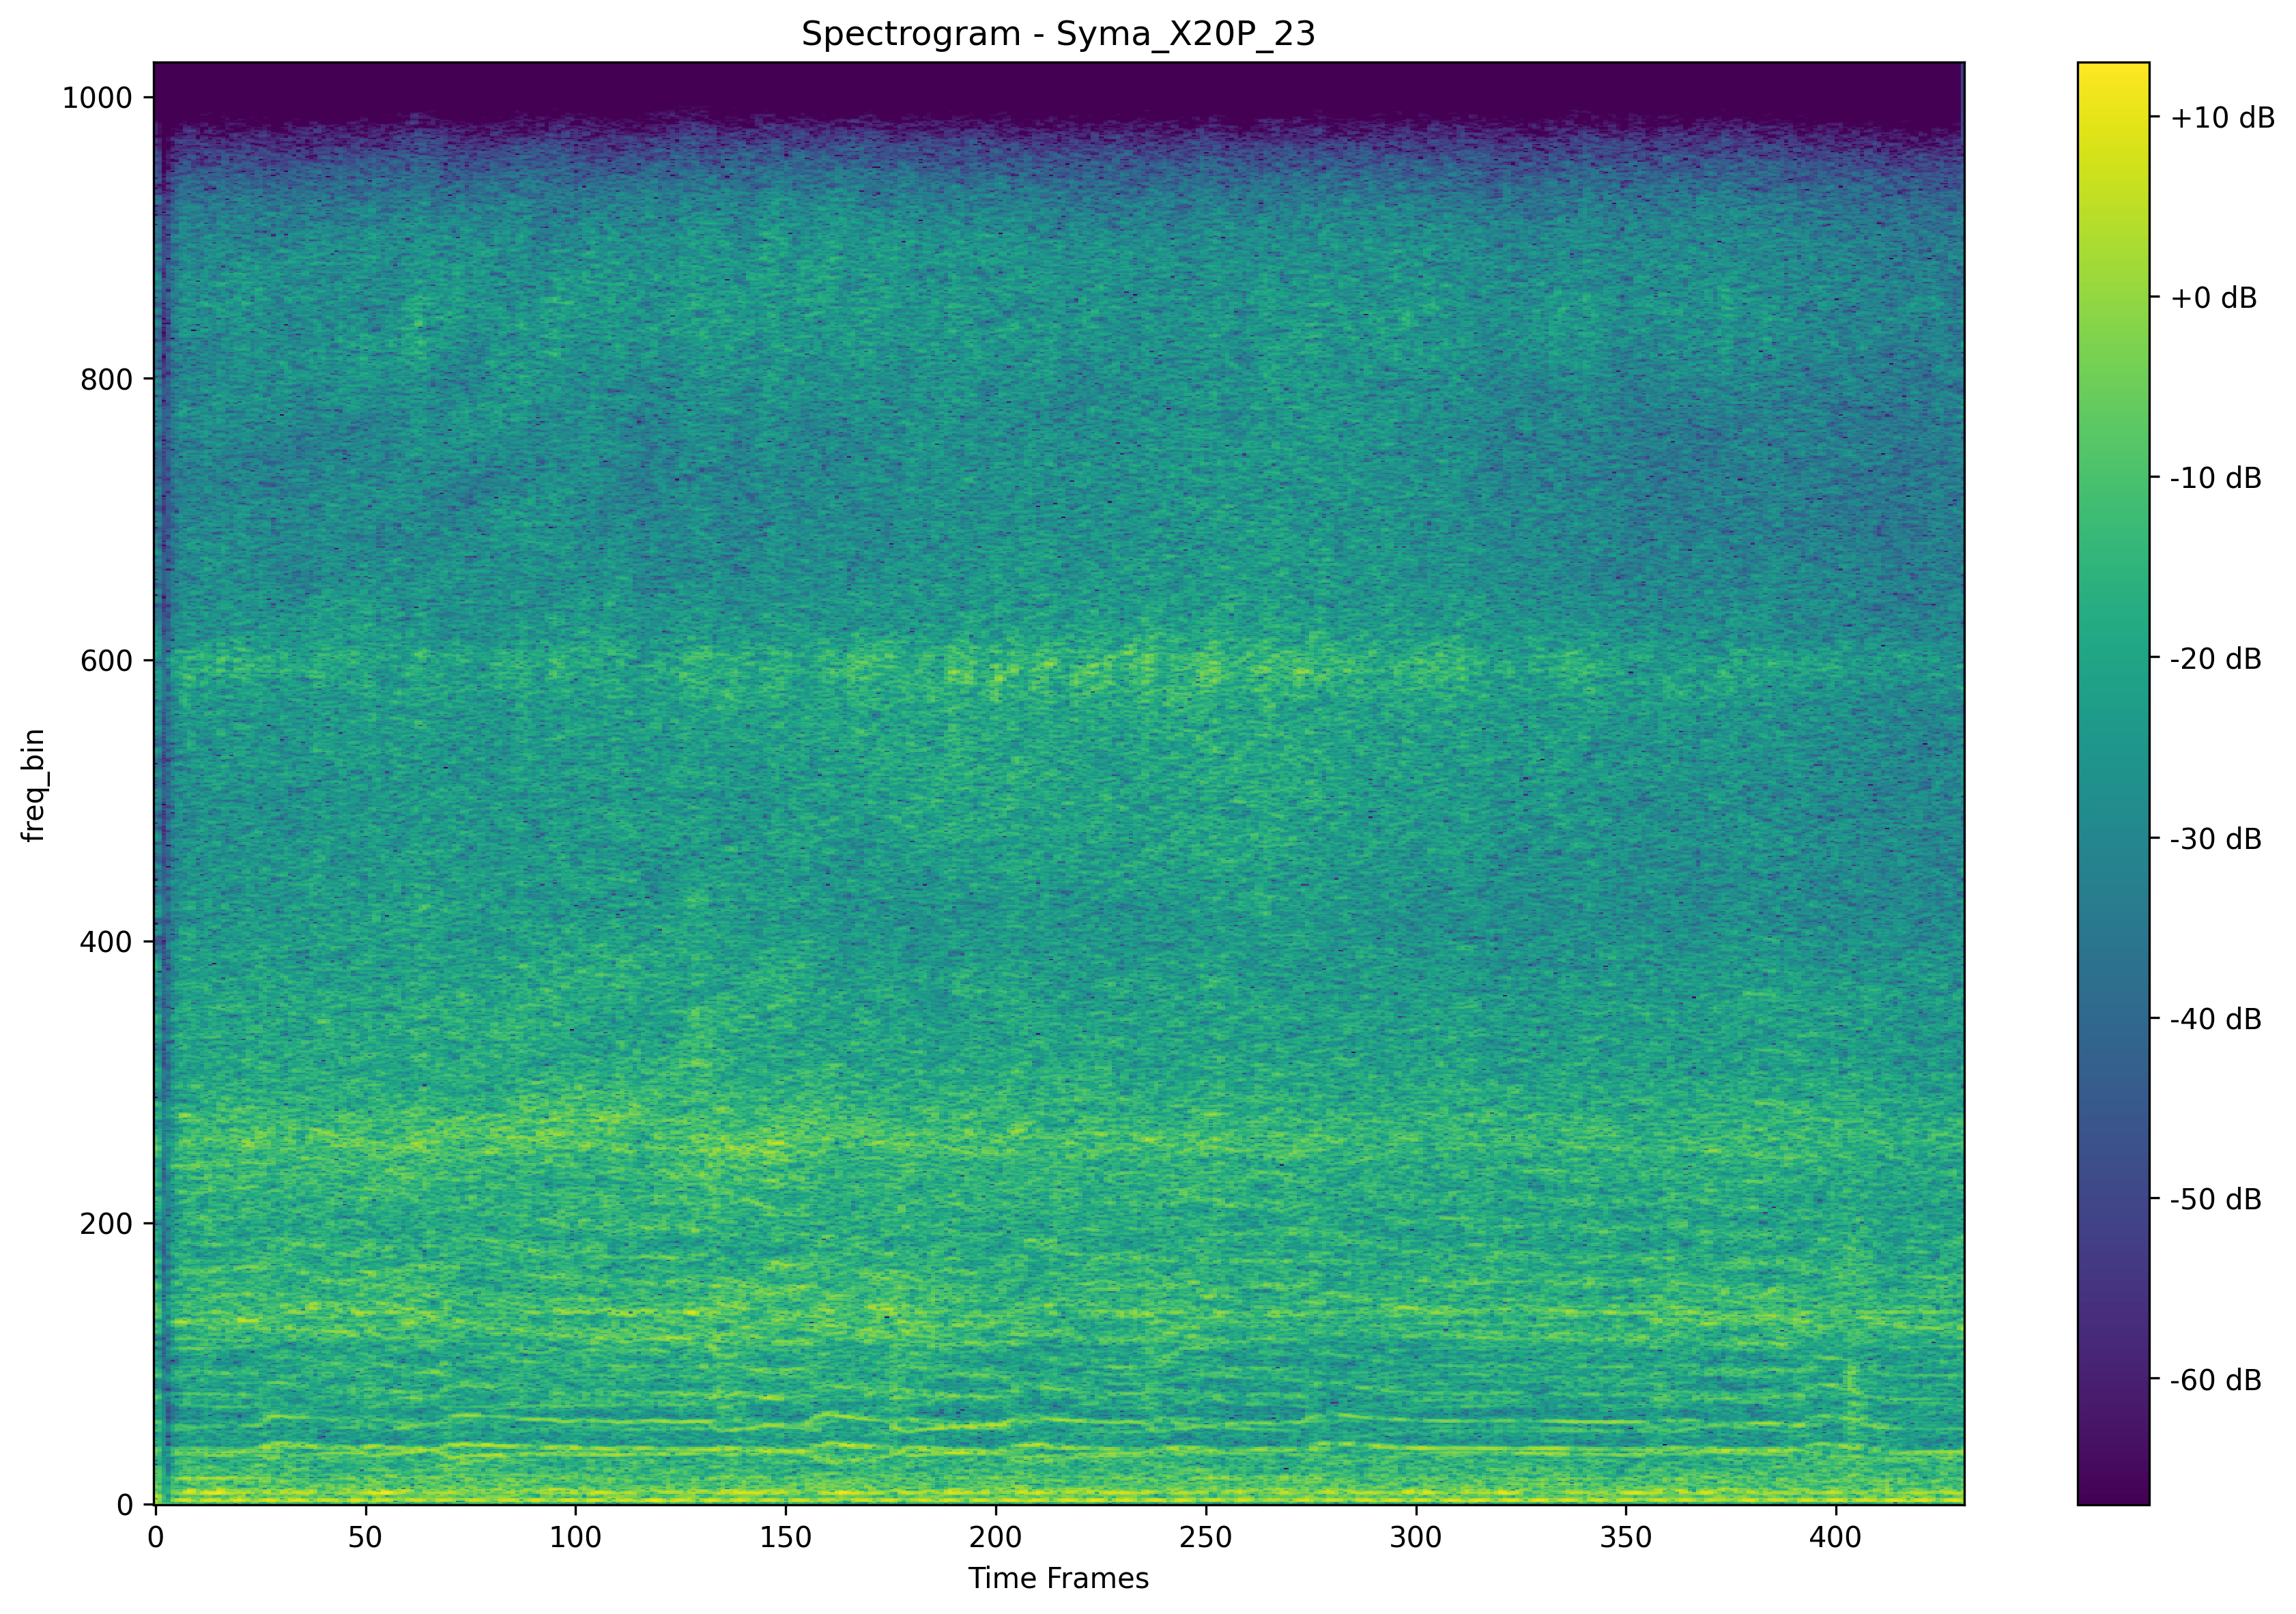 Spectrogram - Syma_X20P_23
freq_bin
1000
800
600
400
200
0
0 50 100 150 200 250 300 350 400
Time Frames
+10 dB
+0 dB
-10 dB
-20 dB
-30 dB
-40 dB
-50 dB
-60 dB